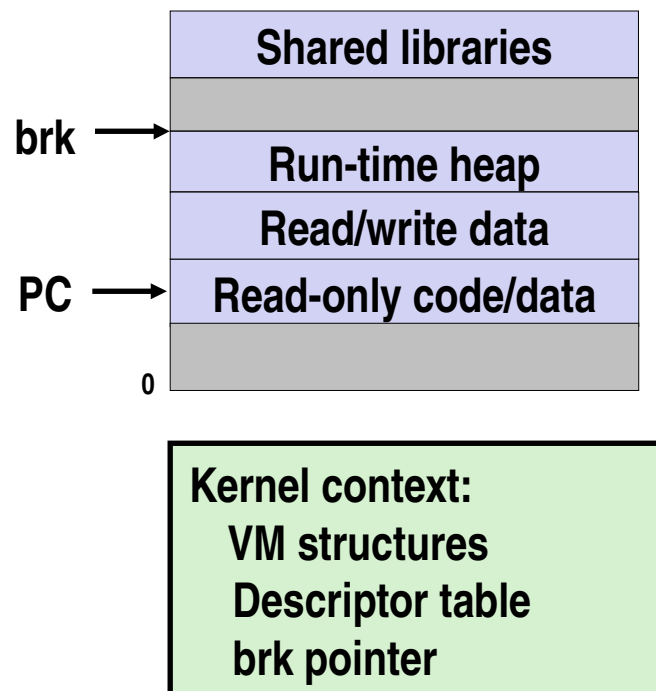 Shared libraries
brk
Run-time heap
Read/write data
PC
Read-only code/data
0
Kernel context:
VM structures
Descriptor table
brk pointer